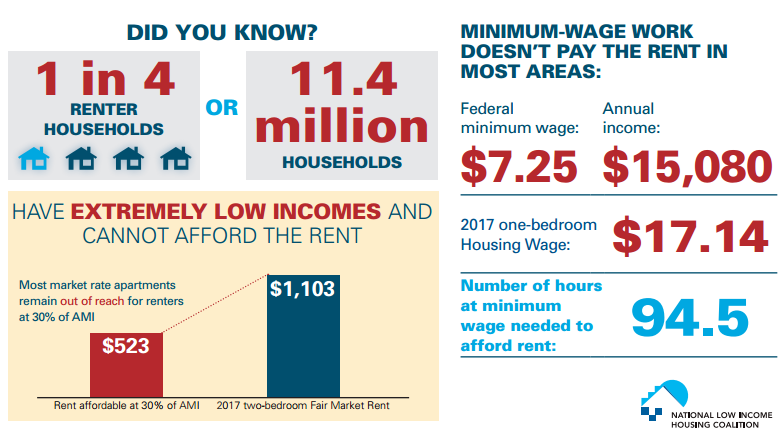 DID YOU KNOW?
1 in 4
RENTER
HOUSEHOLDS
OR
11.4
million
HOUSEHOLDS
HAVE EXTREMELY LOW INCOMES AND
CANNOT AFFORD THE RENT
Most market rate apartments
remain out of reach for renters
at 30% of AMI
$523
$1,103
Rent affordable at 30% of AMI
2017 two-bedroom Fair Market Rent
MINIMUM-WAGE WORK
DOESN'T PAY THE RENT IN
MOST AREAS:
Federal
minimum wage:
$7.25
Annual
income:
$15,080
2017 one-bedroom
Housing Wage:
$17.14
Number of hours
at minimum
wage needed to
afford rent:
94.5
NATIONAL LOW INCOME
HOUSING COALITION